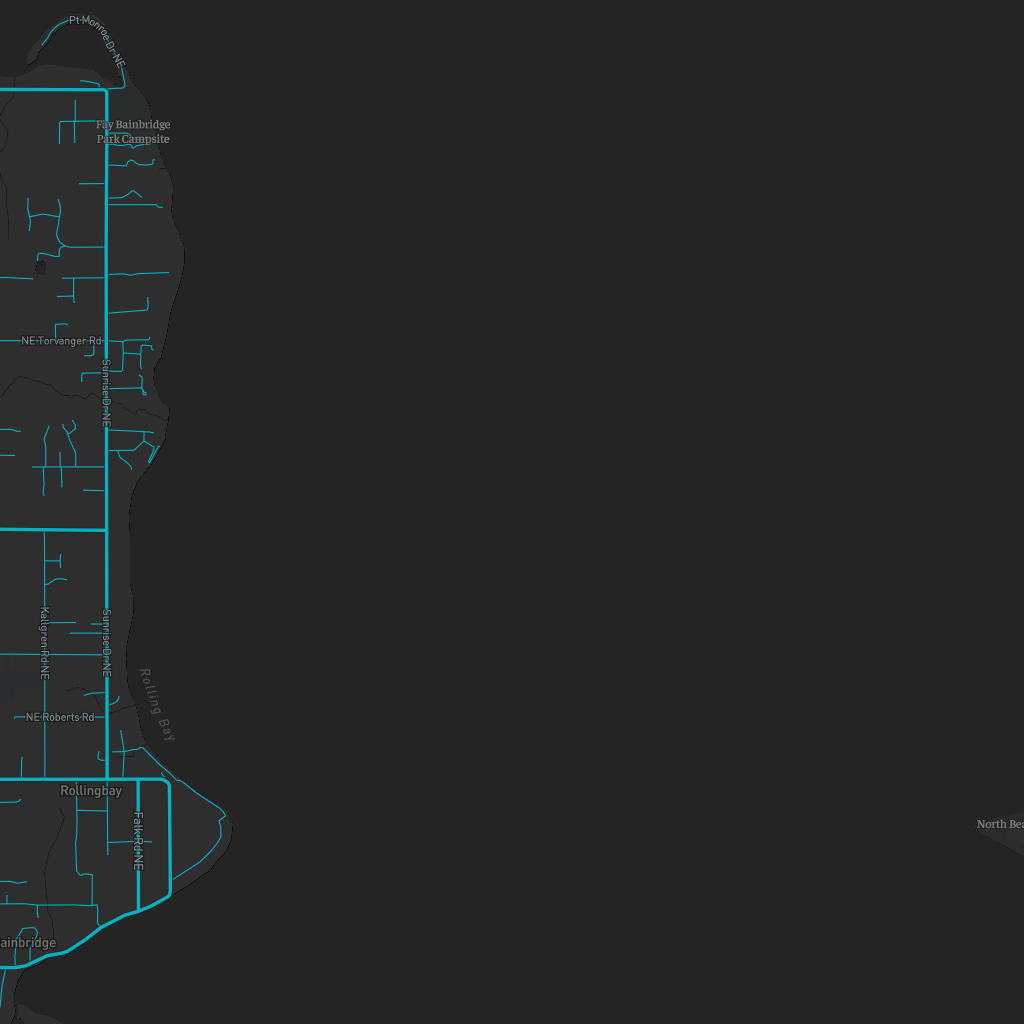 Pt Monroe Dr NE
Fay Bainbridge
Park Campsite
NE Torvanger Rd
Sunrise Dr NE
Kallgren Rd NE
Sunrise Dr NE
Rolling Bay
NE Roberts Rd
Rollingbay
Falk Rd NE
North Bea
ainbridge